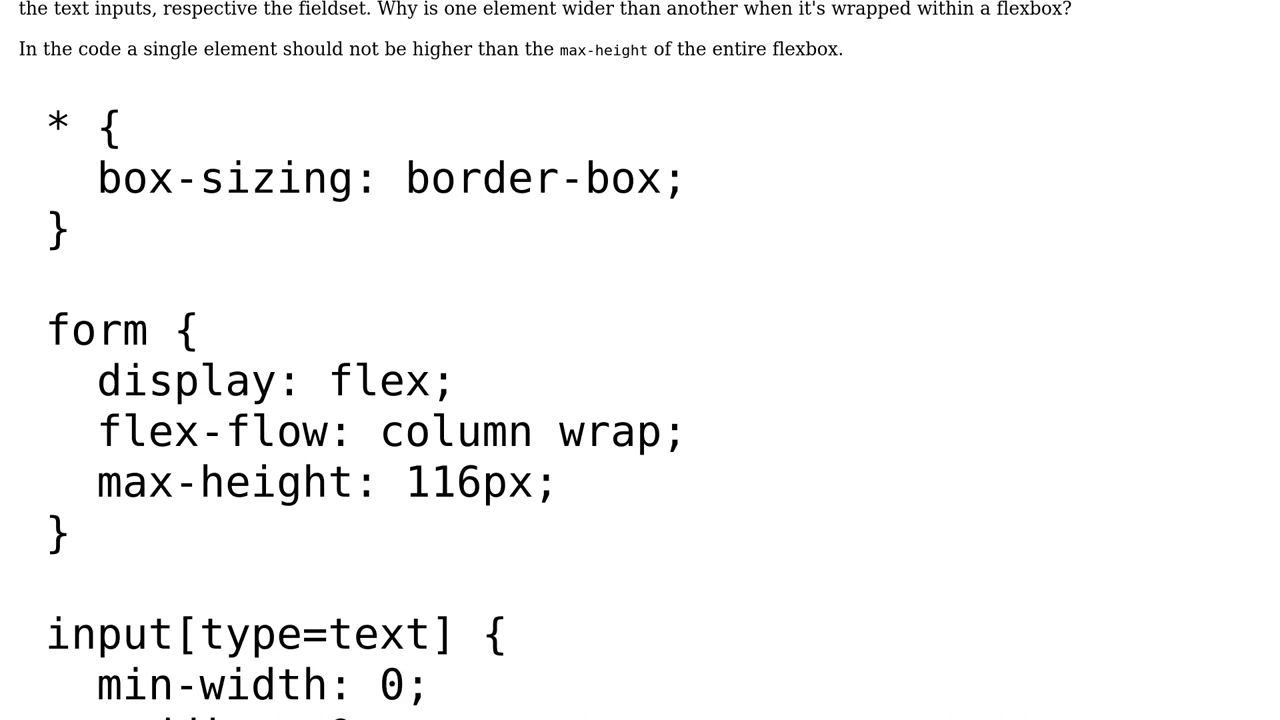 the text inputs, respective the fieldset. Why is one element wider than another when it's wrapped within a flexbox?
In the code a single element should not be higher than the max-height of the entire flexbox.
* {
  box-sizing: border-box;
}
form {
  display: flex;
  flex-flow: column wrap;
  max-height: 116px;
}
input[type=text] {
  min-width: 0;